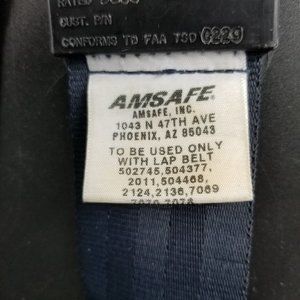 RATED
CUST. P/N
CONFORMS TO FAA TSO C22G
AMSAFE
AMSAFE, INC.
1043 N 47TH AVE
PHOENIX, AZ 85043
TO BE USED ONLY
WITH LAP BELT
502745,504377,
2011,504468,
2124,2136,7069